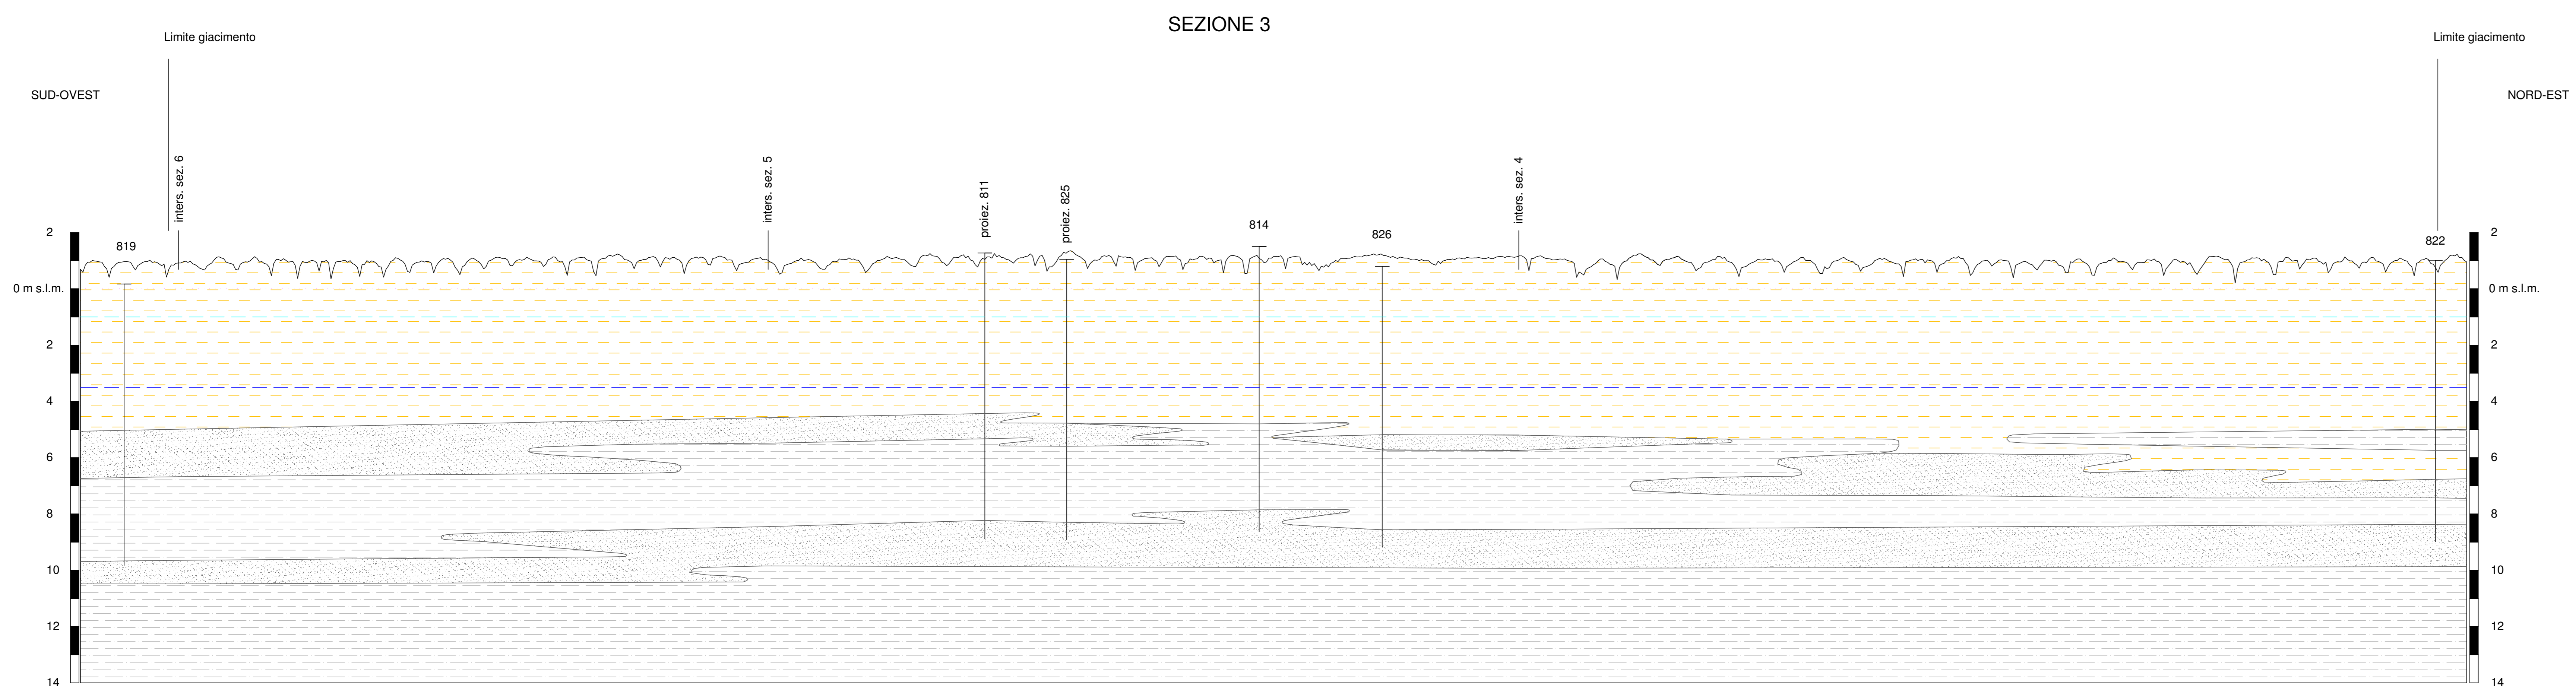 SEZIONE 3
Limite giacimento
Limite giacimento
SUD-OVEST
NORD-EST
inters. sez. 6
inters. sez. 5
proiez. 811
proiez. 825
814
826
inters. sez. 4
819
822
2
2
0 m s.l.m.
0 m s.l.m.
2
2
4
4
6
6
8
8
10
10
12
12
14
14